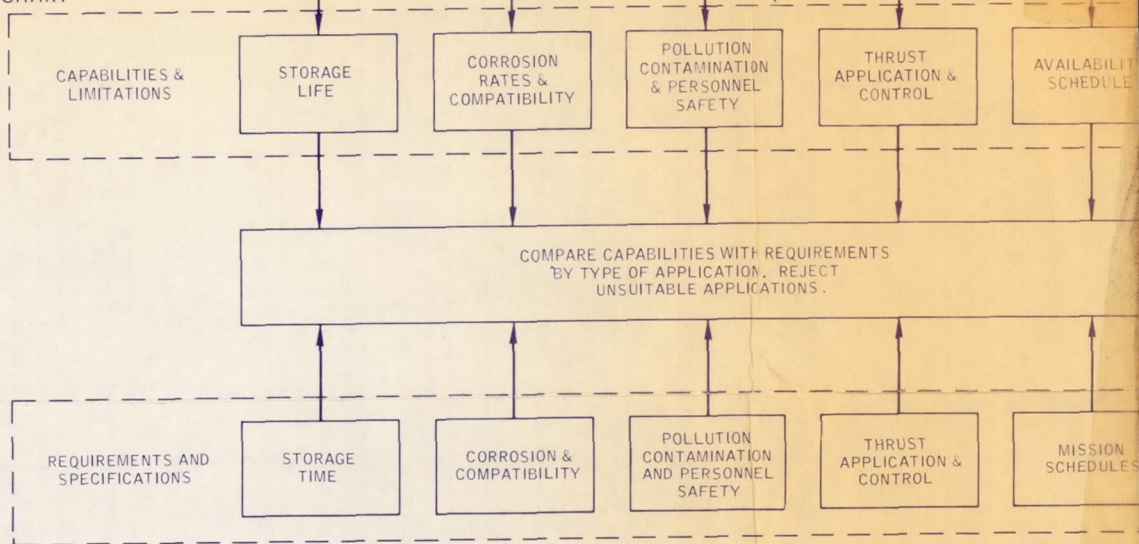 CAPABILITIES &
LIMITATIONS
STORAGE
LIFE
CORROSION
RATES &
COMPATIBILITY
POLLUTION
CONTAMINATION
& PERSONNEL
SAFETY
THRUST
APPLICATION &
CONTROL
SCHEDULE
COMPARE CAPABILITIES WITH REQUIREMENTS
BY TYPE OF APPLICATION. REJECT
UNSUITABLE APPLICATIONS.
REQUIREMENTS AND
SPECIFICATIONS
STORAGE
TIME
CORROSION &
COMPATIBILITY
POLLUTION
CONTAMINATION
AND PERSONNEL
SAFETY
THRUST
APPLICATION &
CONTROL
MISSION
SCHEDULES